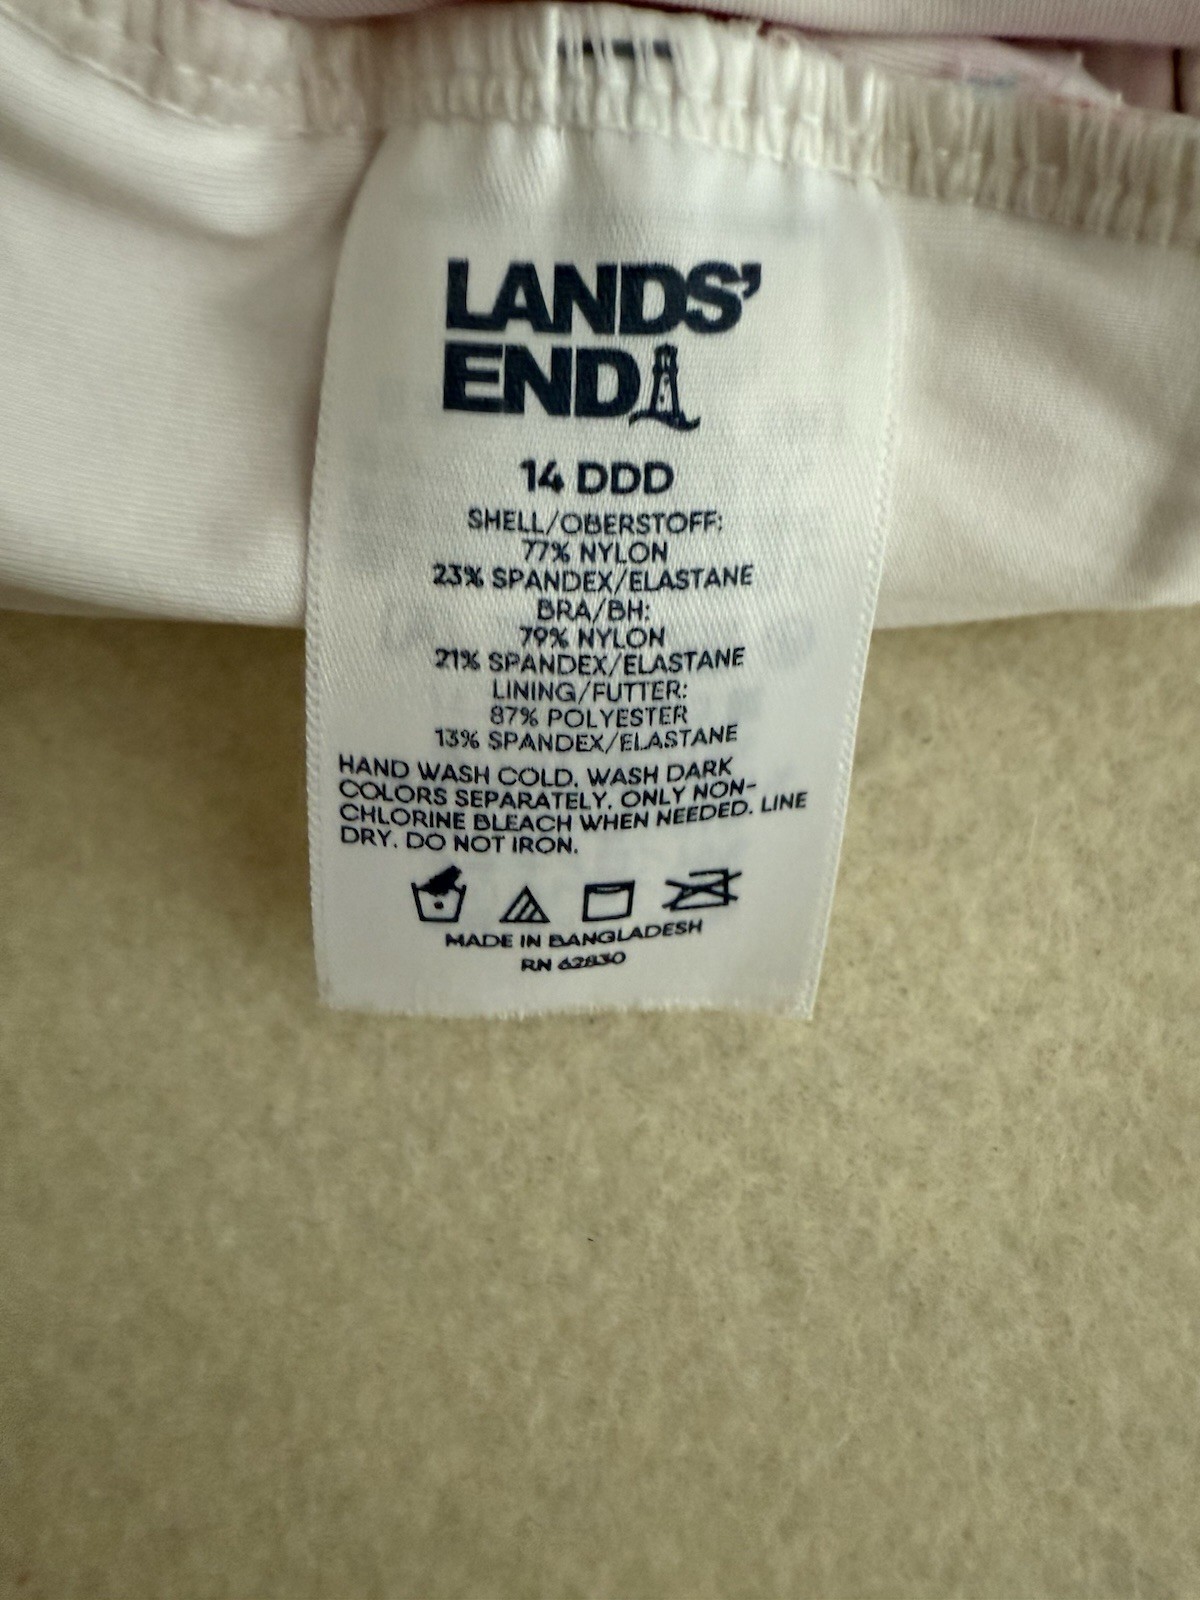 LANDS'
END
14 DDD
SHELL/OBERSTOFF:
77% NYLON
23% SPANDEX/ELASTANE
BRA/BH:
79% NYLON
21% SPANDEX/ELASTANE
LINING/FUTTER:
87% POLYESTER
13% SPANDEX/ELASTANE
HAND WASH COLD. WASH DARK
COLORS SEPARATELY. ONLY NON-
CHLORINE BLEACH WHEN NEEDED. LINE
DRY. DO NOT IRON.
MADE IN BANGLADESH
RN 62830